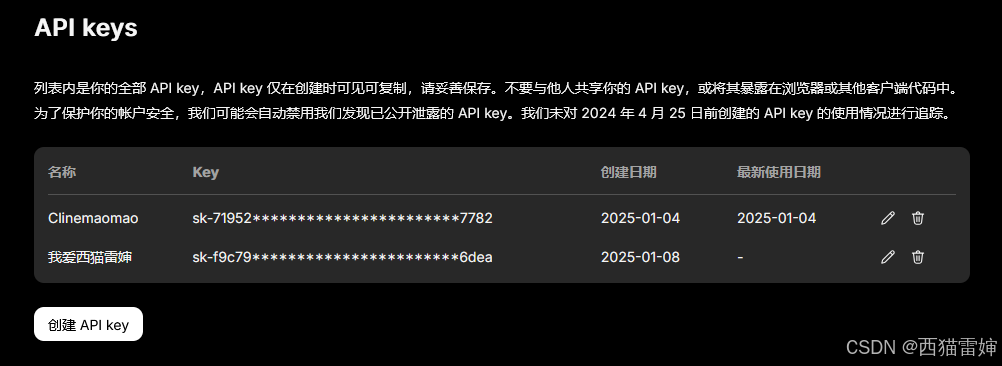 API keys
列表内是你的全部 API key，API key 仅在创建时可见可复制，请妥善保存。不要与他人共享你的 API key，或将其暴露在浏览器或其他客户端代码中。
为了保护你的帐户安全，我们可能会自动禁用我们发现已公开泄露的 API key。我们未对 2024 年 4 月 25 日前创建的 API key 的使用情况进行追踪。
名称 Key 创建日期 最新使用日期
Clinemaomao sk-71952***********************7782 2025-01-04 2025-01-04
我爱西猫雷婶 sk-f9c79***********************6dea 2025-01-08 -
创建 API key
CSDN @西猫雷婶